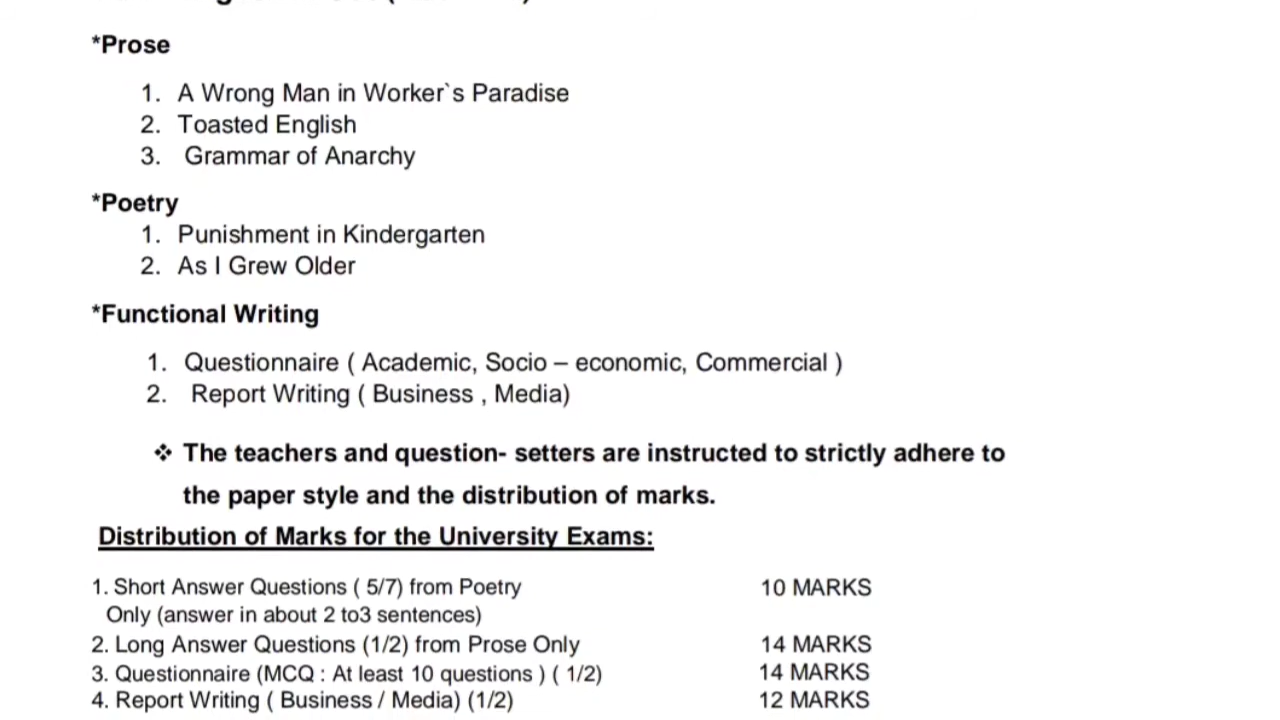 *Prose
1. A Wrong Man in Worker`s Paradise
2. Toasted English
3. Grammar of Anarchy
*Poetry
1. Punishment in Kindergarten
2. As I Grew Older
*Functional Writing
1. Questionnaire ( Academic, Socio – economic, Commercial )
2. Report Writing ( Business , Media)
❖ The teachers and question- setters are instructed to strictly adhere to
the paper style and the distribution of marks.
Distribution of Marks for the University Exams:
1. Short Answer Questions ( 5/7) from Poetry 10 MARKS
Only (answer in about 2 to3 sentences)
2. Long Answer Questions (1/2) from Prose Only 14 MARKS
3. Questionnaire (MCQ : At least 10 questions ) ( 1/2) 14 MARKS
4. Report Writing ( Business / Media) (1/2) 12 MARKS